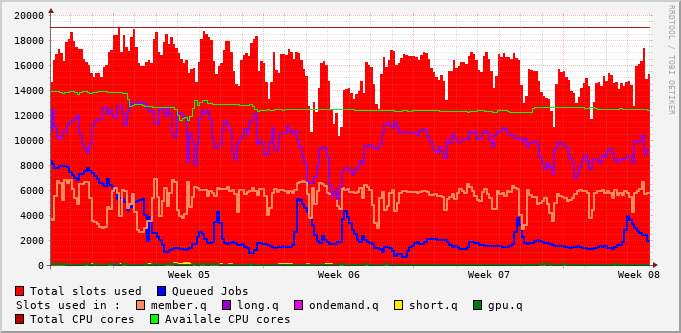 20000
18000
16000
14000
12000
10000
8000
6000
4000
2000
0
Week 05 Week 06 Week 07 Week 08
RRDTOOL / TOBI OETIKER
Total slots used Queued Jobs
Slots used in : member.q long.q ondemand.q short.q gpu.q
Total CPU cores Availale CPU cores